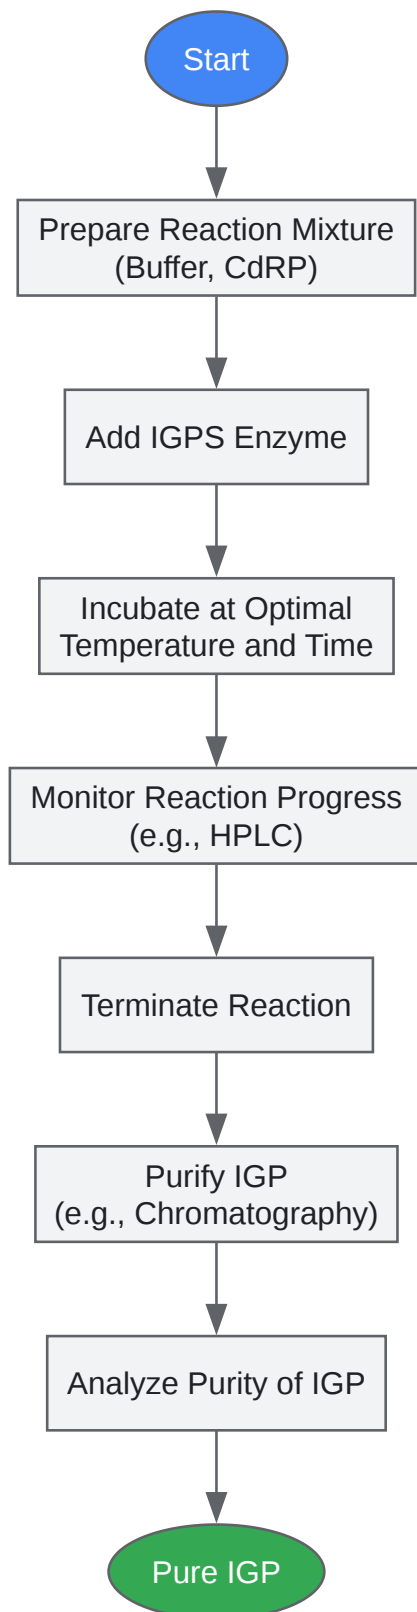 Start
Prepare Reaction Mixture
(Buffer, CdRP)
Add IGPS Enzyme
Incubate at Optimal
Temperature and Time
Monitor Reaction Progress
(e.g., HPLC)
Terminate Reaction
Purify IGP
(e.g., Chromatography)
Analyze Purity of IGP
Pure IGP